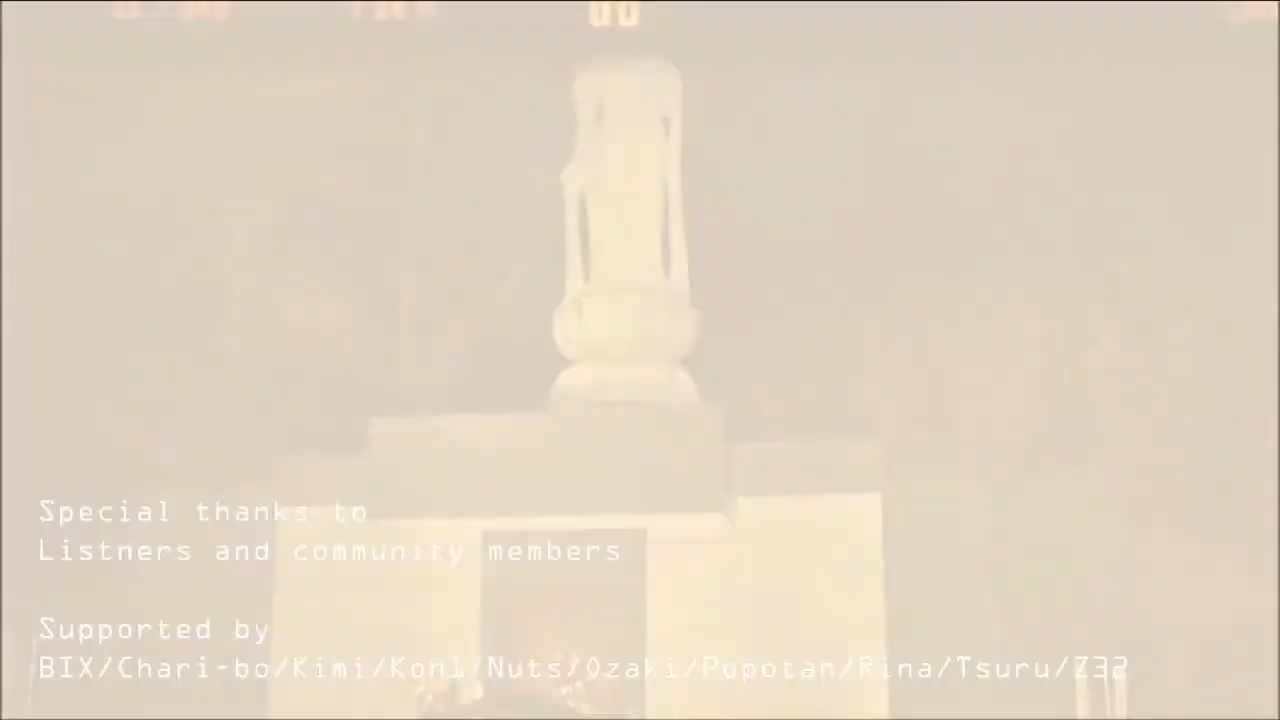 Special thanks to
Listners and community members
Supported by
BIX/Chari-bo/Kimi/Koni/Nuts/Ozaki/Popotan/Rina/Tsuru/Z32